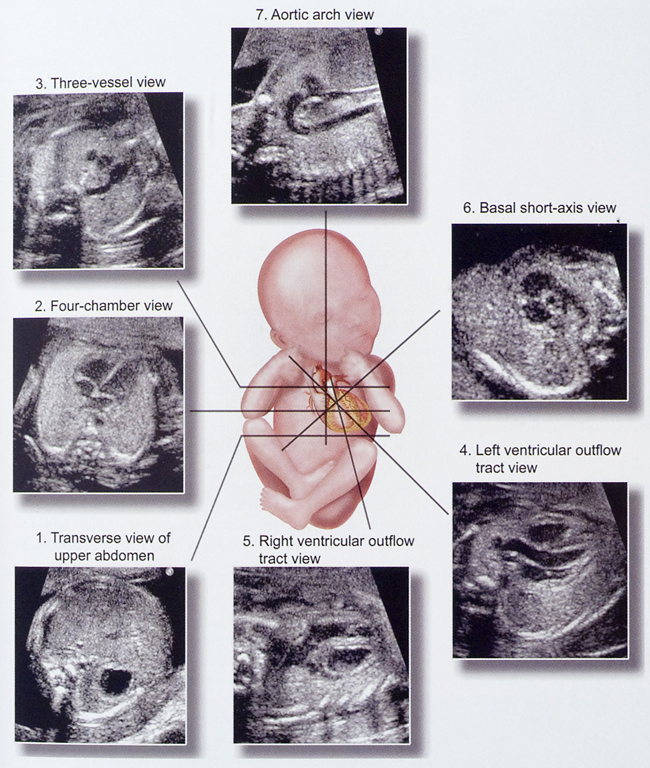 7. Aortic arch view
3. Three-vessel view
6. Basal short-axis view
2. Four-chamber view
4. Left ventricular outflow
tract view
1. Transverse view of
upper abdomen
5. Right ventricular outflow
tract view